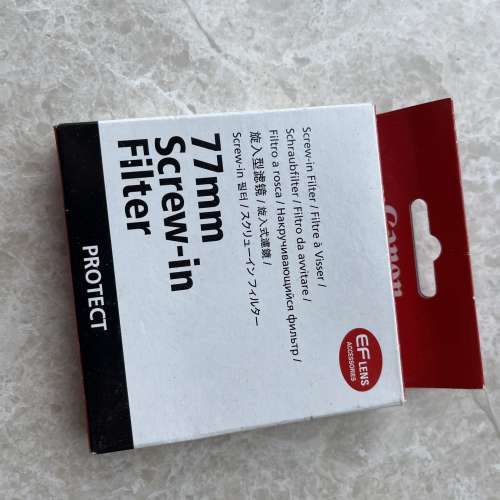 Canon
Screw-in Filter / Filtre à Visser /
Schraubfilter / Filtro da avvitare /
Filtro a rosca / Накручивающийся фильтр /
旋入型滤镜 / 旋入式濾鏡 /
Screw-in 필터 / スクリューイン フィルター
EF LENS
ACCESSORIES
77mm
Screw-in
Filter
PROTECT